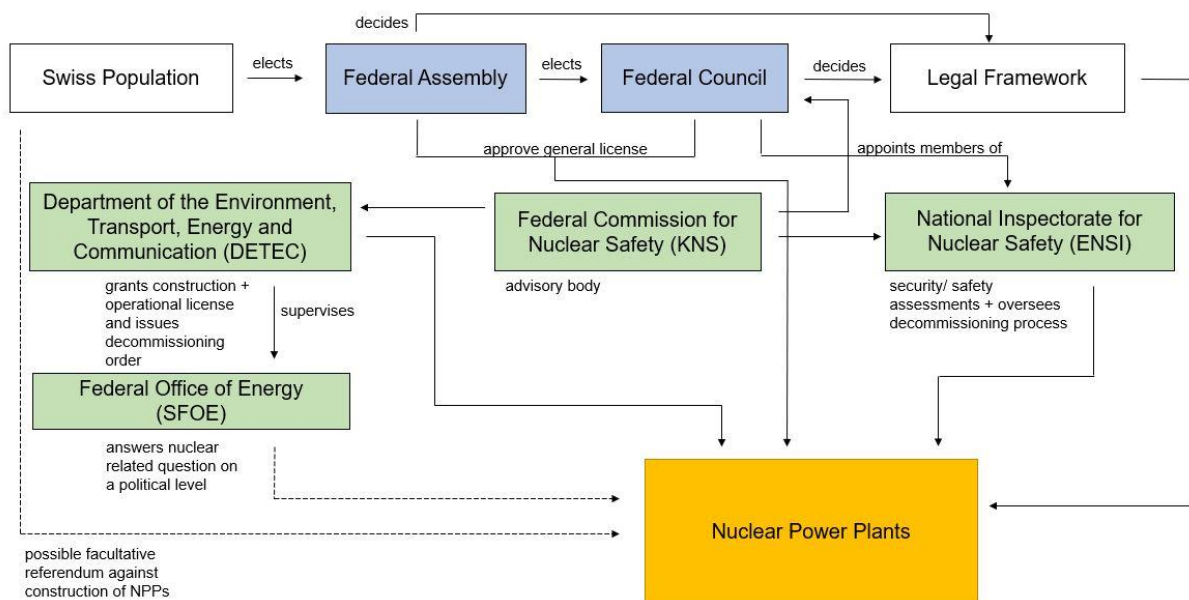 decides
Swiss Population
elects
Federal Assembly
elects
Federal Council
decides
Legal Framework
approve general license
appoints members of
Department of the Environment,
Transport, Energy and
Communication (DETEC)
Federal Commission for
Nuclear Safety (KNS)
National Inspectorate for
Nuclear Safety (ENSI)
grants construction +
operational license
and issues
decommissioning
order
supervises
advisory body
security/ safety
assessments + oversees
decommissioning process
Federal Office of Energy
(SFOE)
answers nuclear
related question on
a political level
Nuclear Power Plants
possible facultative
referendum against
construction of NPPs